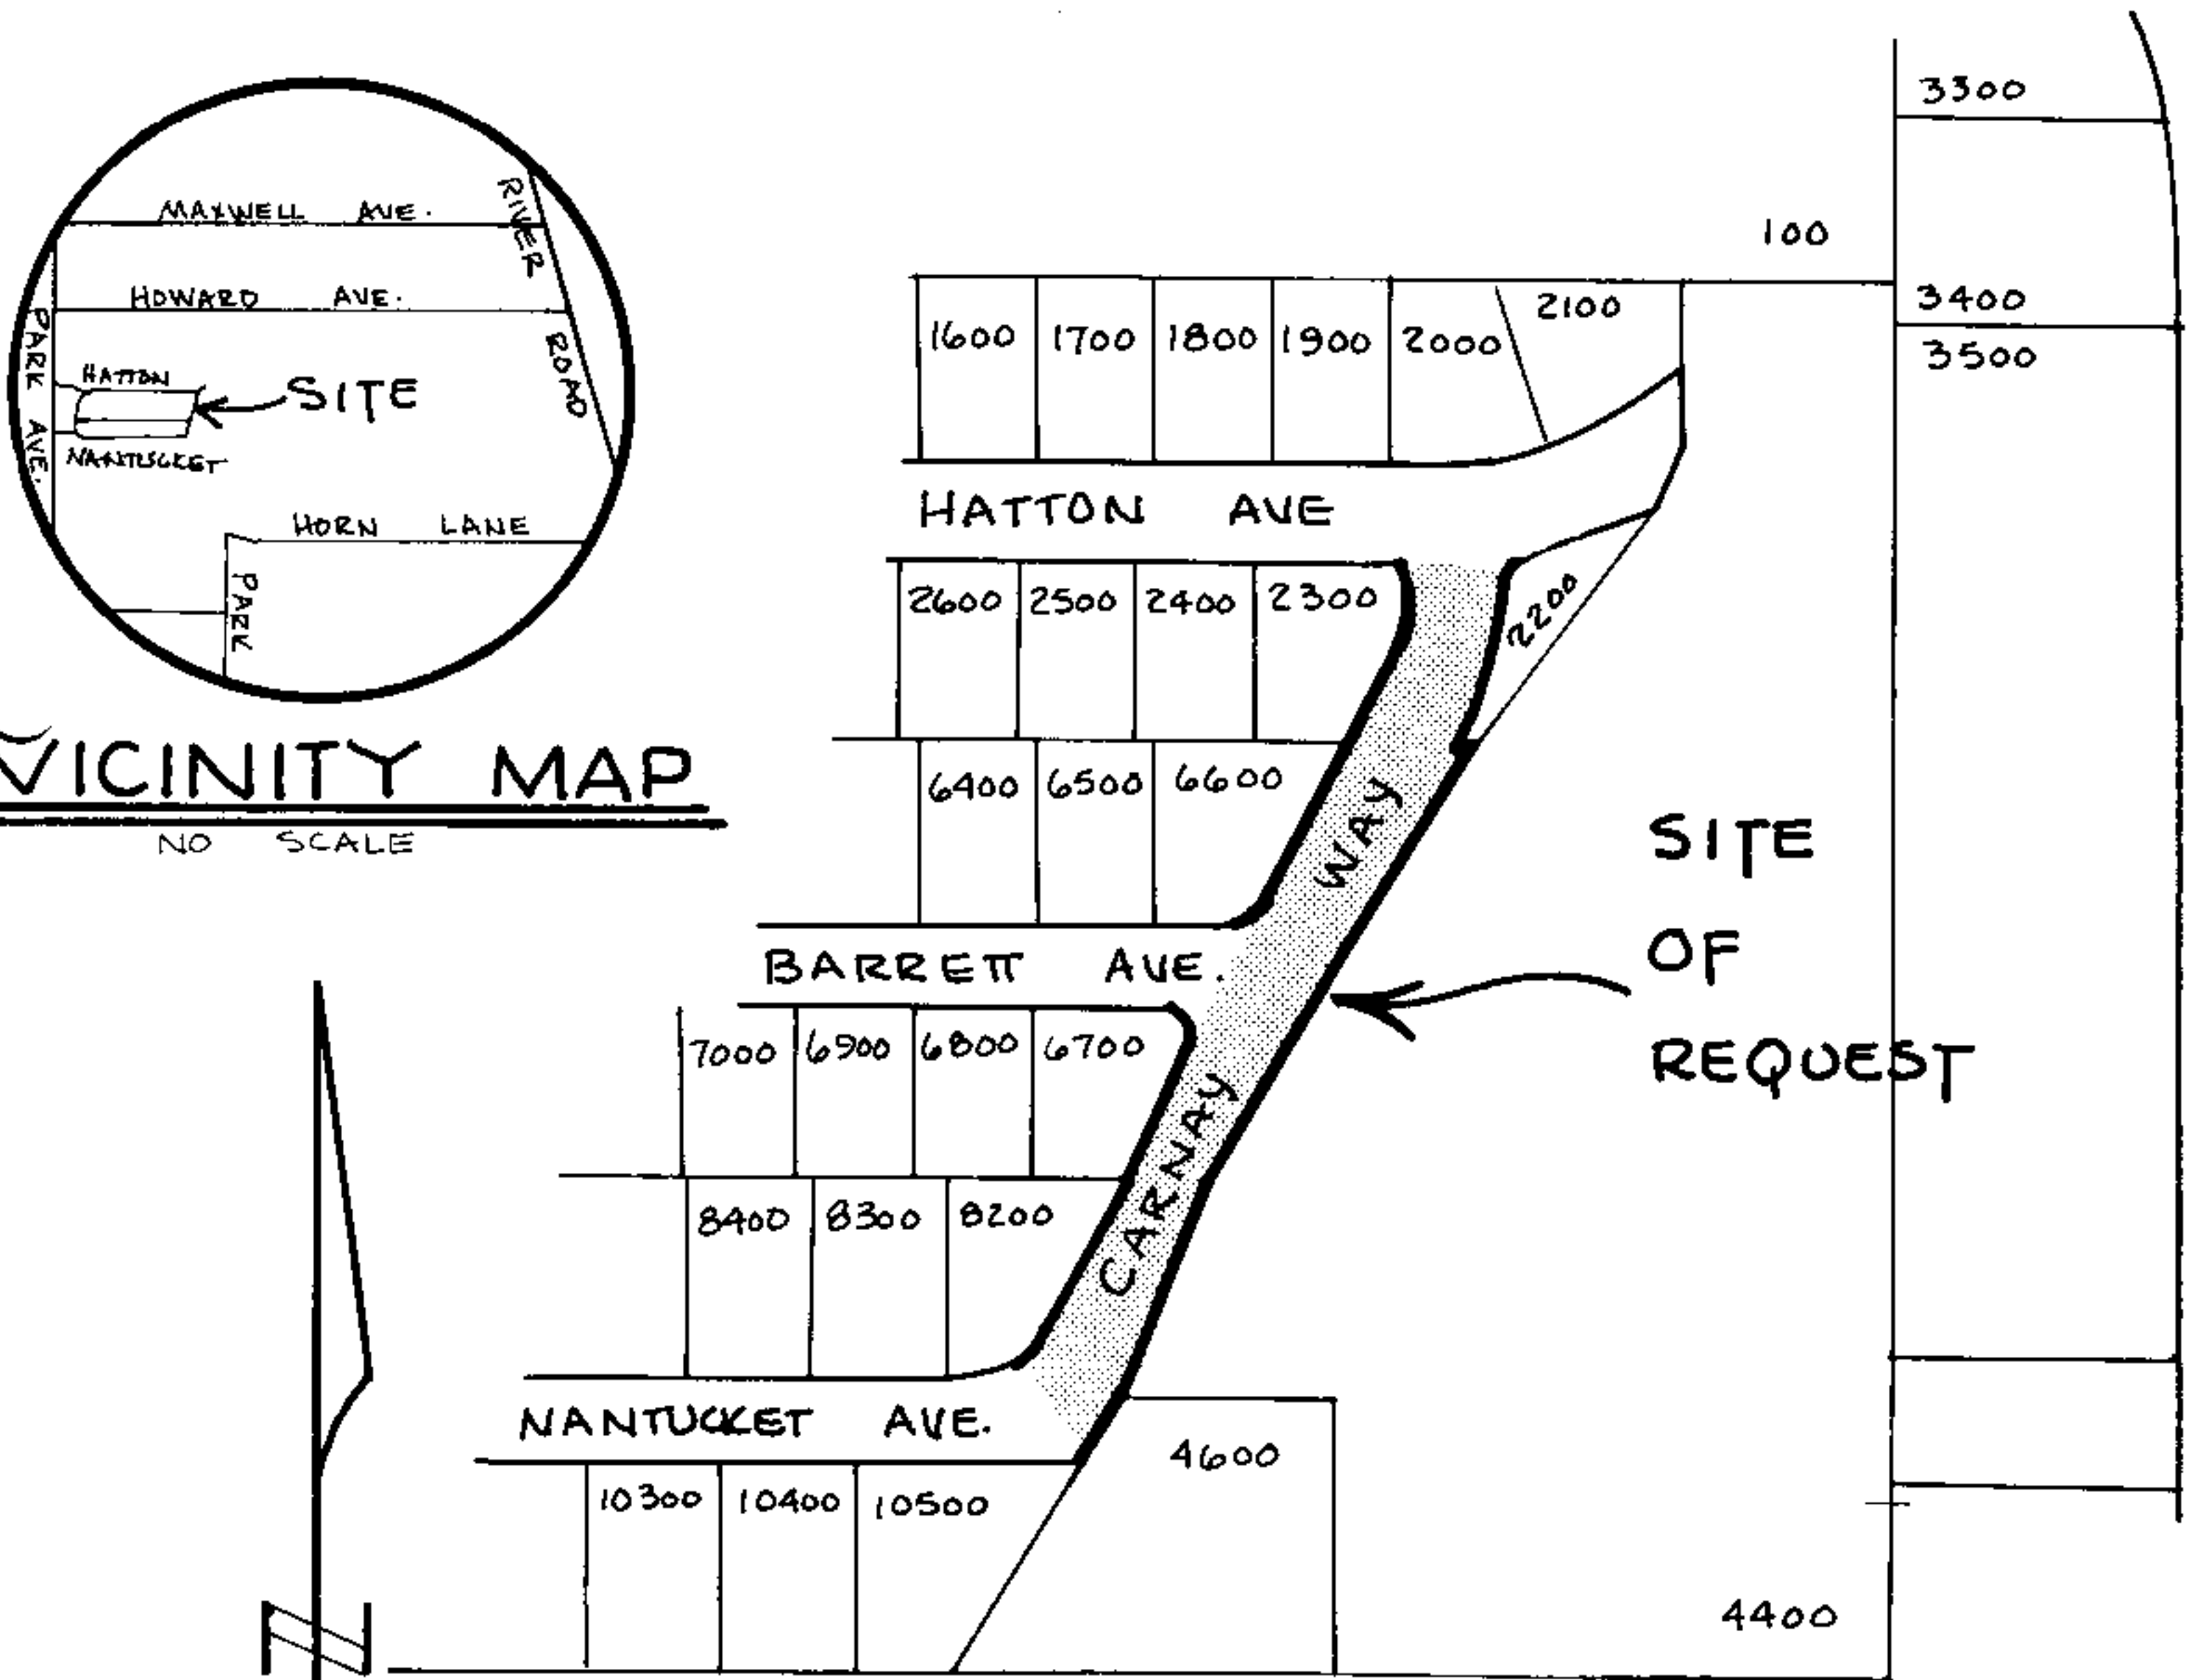 MAXWELL AVE.
RIVER ROAD
HOWARD AVE.
PARK AVE.
HATTON
SITE
NANTUCKET
HORN LANE
PARK
VICINITY MAP
NO SCALE
3300
100
3400
3500
1600 1700 1800 1900 2000 2100
HATTON AVE
2600 2500 2400 2300 2200
6400 6500 6600
CARNAY WAY
SITE
OF
REQUEST
BARRETT AVE.
7000 6900 6800 6700
8400 8300 8200
NANTUCKET AVE.
4600
10300 10400 10500
4400
N